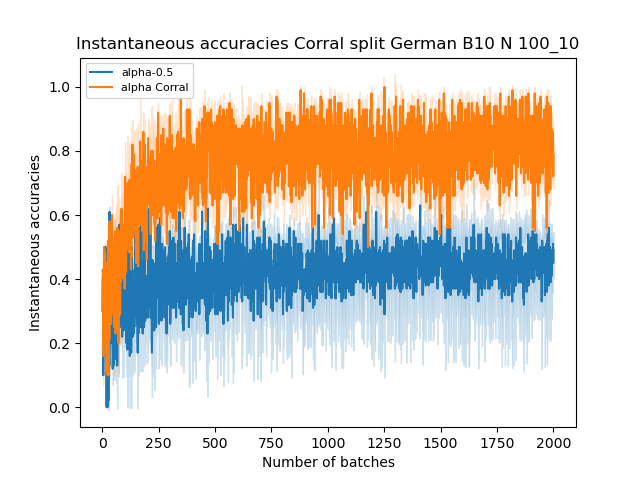 Instantaneous accuracies Corral split German B10 N 100_10
alpha-0.5
alpha Corral
1.0
0.8
0.6
0.4
0.2
0.0
Instantaneous accuracies
0 250 500 750 1000 1250 1500 1750 2000
Number of batches